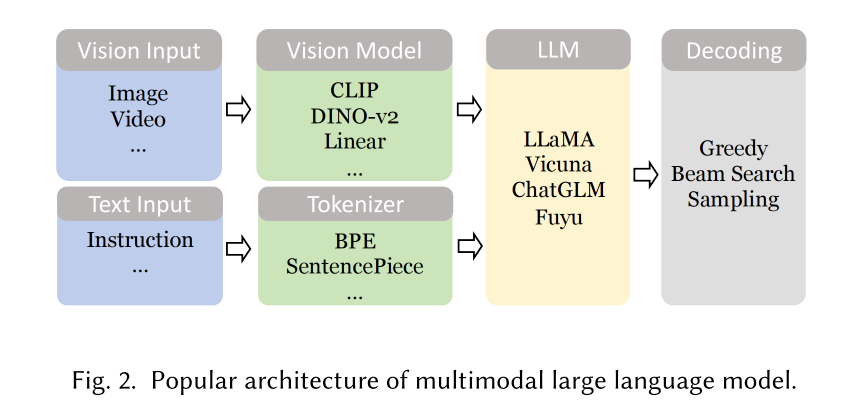 Vision Input
Image
Video
...
Vision Model
CLIP
DINO-v2
Linear
...
Text Input
Instruction
...
Tokenizer
BPE
SentencePiece
...
LLM
LLaMA
Vicuna
ChatGLM
Fuyu
Decoding
Greedy
Beam Search
Sampling
Fig. 2. Popular architecture of multimodal large language model.